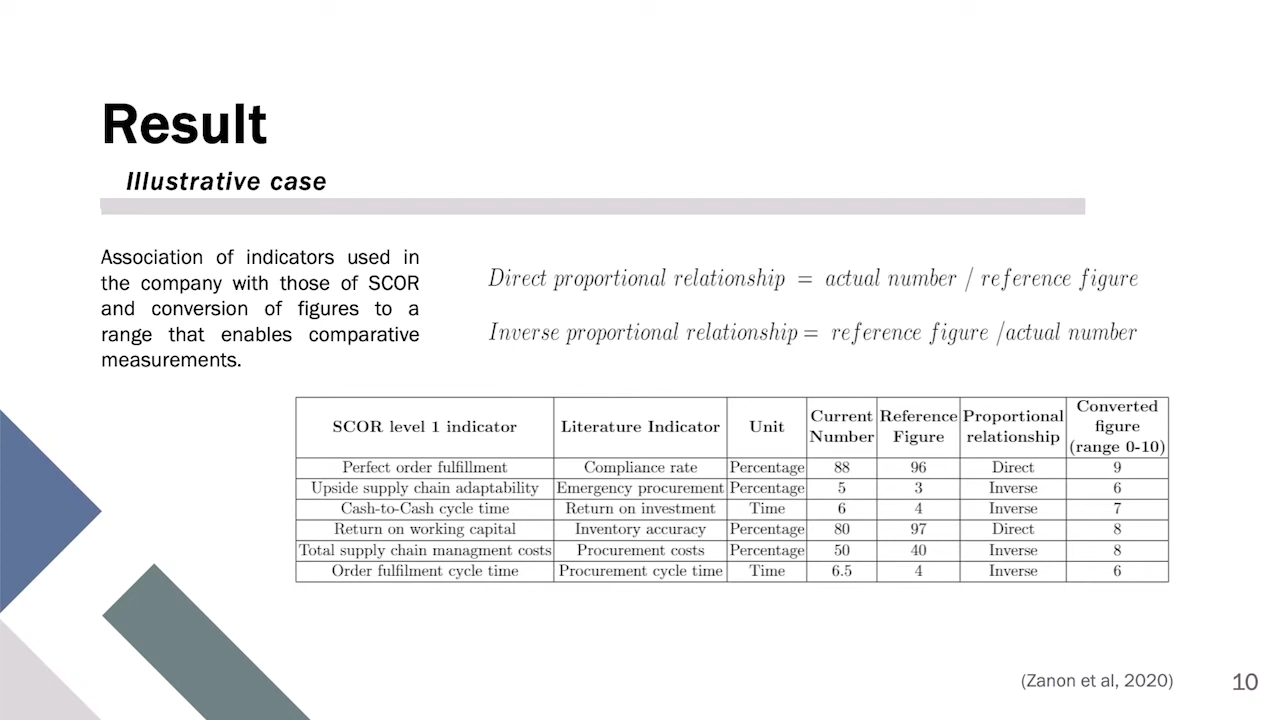 Result
Illustrative case
Association of indicators used in
the company with those of SCOR
and conversion of figures to a
range that enables comparative
measurements.
Direct proportional relationship = actual number / reference figure
Inverse proportional relationship = reference figure /actual number
SCOR level 1 indicator Literature Indicator Unit Current Number Reference Figure Proportional relationship Converted figure (range 0-10)
Perfect order fulfillment Compliance rate Percentage 88 96 Direct 9
Upside supply chain adaptability Emergency procurement Percentage 5 3 Inverse 6
Cash-to-Cash cycle time Return on investment Time 6 4 Inverse 7
Return on working capital Inventory accuracy Percentage 80 97 Direct 8
Total supply chain managment costs Procurement costs Percentage 50 40 Inverse 8
Order fulfilment cycle time Procurement cycle time Time 6.5 4 Inverse 6
(Zanon et al, 2020)
10